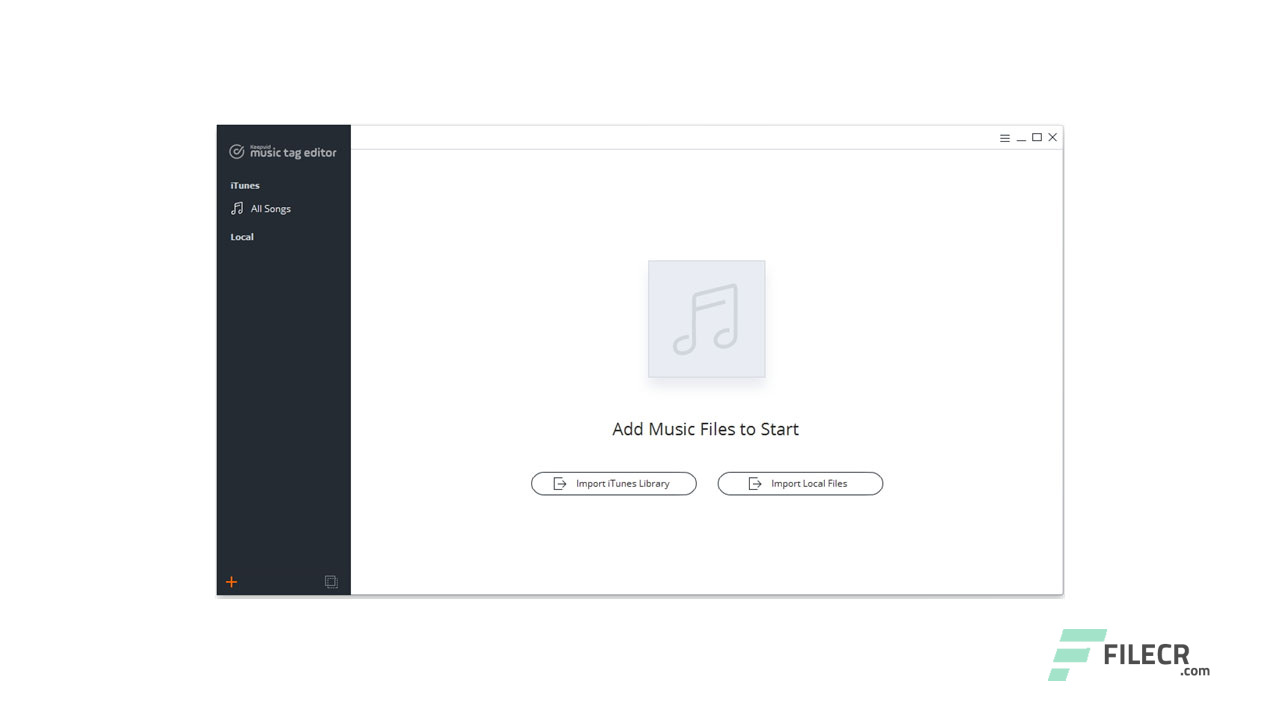 Keepvid
music tag editor
iTunes
All Songs
Local
Add Music Files to Start
Import iTunes Library
Import Local Files
FILECR
.com